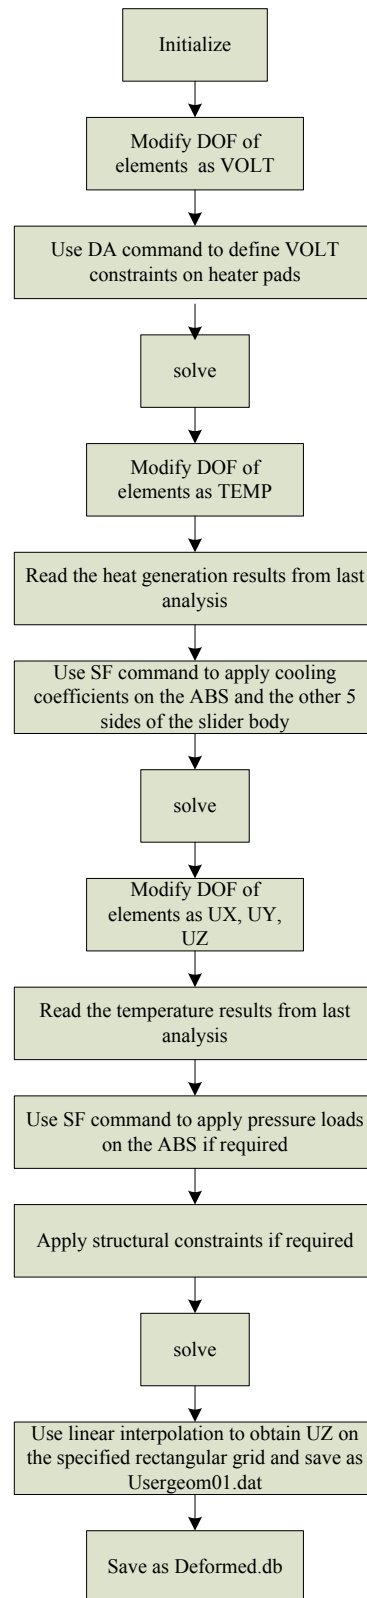 Initialize
Modify DOF of
elements as VOLT
Use DA command to define VOLT
constraints on heater pads
solve
Modify DOF of
elements as TEMP
Read the heat generation results from last
analysis
Use SF command to apply cooling
coefficients on the ABS and the other 5
sides of the slider body
solve
Modify DOF of
elements as UX, UY,
UZ
Read the temperature results from last
analysis
Use SF command to apply pressure loads
on the ABS if required
Apply structural constraints if required
solve
Use linear interpolation to obtain UZ on
the specified rectangular grid and save as
Usergeom01.dat
Save as Deformed.db